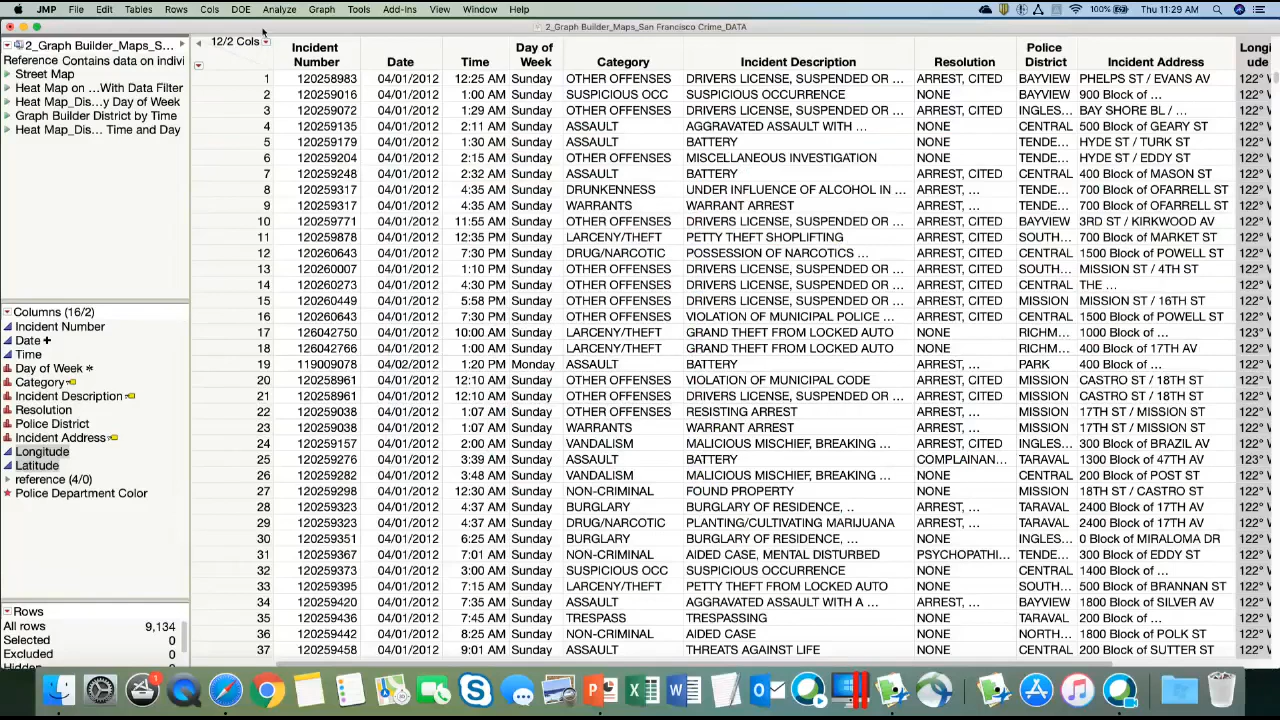 JMP File Edit Tables Rows Cols DOE Analyze Graph Tools Add-Ins View Window Help 100% Thu 11:29 AM
2_Graph Builder_Maps_San Francisco Crime_DATA
2_Graph Builder_Maps_S...
Reference Contains data on indivi
Street Map
Heat Map on ...With Data Filter
Heat Map_Dis...y Day of Week
Graph Builder District by Time
Heat Map_Dis... Time and Day
Columns (16/2)
Incident Number
Date
Time
Day of Week *
Category
Incident Description
Resolution
Police District
Incident Address
Longitude
Latitude
reference (4/0)
Police Department Color
Rows
All rows 9,134
Selected 0
Excluded 0
Hidden 0
12/2 Cols
Incident Number Date Time Day of Week Category Incident Description Resolution Police District Incident Address Longi ude
1 120258983 04/01/2012 12:25 AM Sunday OTHER OFFENSES DRIVERS LICENSE, SUSPENDED OR ... ARREST, CITED BAYVIEW PHELPS ST / EVANS AV 122°
2 120259016 04/01/2012 1:00 AM Sunday SUSPICIOUS OCC SUSPICIOUS OCCURRENCE NONE BAYVIEW 900 Block of ... 122°
3 120259072 04/01/2012 1:29 AM Sunday OTHER OFFENSES DRIVERS LICENSE, SUSPENDED OR ... ARREST, CITED INGLES... BAY SHORE BL / ... 122°
4 120259135 04/01/2012 2:11 AM Sunday ASSAULT AGGRAVATED ASSAULT WITH ... NONE CENTRAL 500 Block of GEARY ST 122°
5 120259179 04/01/2012 1:30 AM Sunday ASSAULT BATTERY NONE TENDE... HYDE ST / TURK ST 122°
6 120259204 04/01/2012 2:15 AM Sunday OTHER OFFENSES MISCELLANEOUS INVESTIGATION NONE TENDE... HYDE ST / EDDY ST 122°
7 120259248 04/01/2012 2:32 AM Sunday ASSAULT BATTERY ARREST, CITED CENTRAL 400 Block of MASON ST 122°
8 120259317 04/01/2012 4:35 AM Sunday DRUNKENNESS UNDER INFLUENCE OF ALCOHOL IN ... ARREST, ... TENDE... 700 Block of OFARRELL ST 122°
9 120259317 04/01/2012 4:35 AM Sunday WARRANTS WARRANT ARREST ARREST, ... TENDE... 700 Block of OFARRELL ST 122°
10 120259771 04/01/2012 11:55 AM Sunday OTHER OFFENSES DRIVERS LICENSE, SUSPENDED OR ... ARREST, CITED BAYVIEW 3RD ST / KIRKWOOD AV 122°
11 120259878 04/01/2012 12:35 PM Sunday LARCENY/THEFT PETTY THEFT SHOPLIFTING ARREST, CITED SOUTH... 700 Block of MARKET ST 122°
12 120260643 04/01/2012 7:30 PM Sunday DRUG/NARCOTIC POSSESSION OF NARCOTICS ... ARREST, CITED CENTRAL 1500 Block of POWELL ST 122°
13 120260007 04/01/2012 1:10 PM Sunday OTHER OFFENSES DRIVERS LICENSE, SUSPENDED OR ... ARREST, CITED SOUTH... MISSION ST / 4TH ST 122°
14 120260273 04/01/2012 4:30 PM Sunday OTHER OFFENSES DRIVERS LICENSE, SUSPENDED OR ... ARREST, CITED CENTRAL THE ... 122°
15 120260449 04/01/2012 5:58 PM Sunday OTHER OFFENSES DRIVERS LICENSE, SUSPENDED OR ... ARREST, CITED MISSION MISSION ST / 16TH ST 122°
16 120260643 04/01/2012 7:30 PM Sunday OTHER OFFENSES VIOLATION OF MUNICIPAL POLICE ... ARREST, CITED CENTRAL 1500 Block of POWELL ST 122°
17 126042750 04/01/2012 10:00 AM Sunday LARCENY/THEFT GRAND THEFT FROM LOCKED AUTO NONE RICHM... 1000 Block of ... 123°
18 126042766 04/01/2012 1:00 AM Sunday LARCENY/THEFT GRAND THEFT FROM LOCKED AUTO NONE RICHM... 400 Block of 17TH AV 122°
19 119009078 04/02/2012 1:20 PM Monday ASSAULT BATTERY ARREST, ... PARK 400 Block of ... 122°
20 120258961 04/01/2012 12:10 AM Sunday OTHER OFFENSES VIOLATION OF MUNICIPAL CODE ARREST, CITED MISSION CASTRO ST / 18TH ST 122°
21 120258961 04/01/2012 12:10 AM Sunday OTHER OFFENSES DRIVERS LICENSE, SUSPENDED OR ... ARREST, CITED MISSION CASTRO ST / 18TH ST 122°
22 120259038 04/01/2012 1:07 AM Sunday OTHER OFFENSES RESISTING ARREST ARREST, ... MISSION 17TH ST / MISSION ST 122°
23 120259038 04/01/2012 1:07 AM Sunday WARRANTS WARRANT ARREST ARREST, ... MISSION 17TH ST / MISSION ST 122°
24 120259157 04/01/2012 2:00 AM Sunday VANDALISM MALICIOUS MISCHIEF, BREAKING ... ARREST, CITED INGLES... 300 Block of BRAZIL AV 122°
25 120259276 04/01/2012 3:39 AM Sunday ASSAULT BATTERY COMPLAINAN... TARAVAL 1300 Block of 47TH AV 123°
26 120259282 04/01/2012 3:48 AM Sunday VANDALISM MALICIOUS MISCHIEF, BREAKING ... NONE CENTRAL 200 Block of POST ST 122°
27 120259298 04/01/2012 12:30 AM Sunday NON-CRIMINAL FOUND PROPERTY NONE MISSION 18TH ST / CASTRO ST 122°
28 120259323 04/01/2012 4:37 AM Sunday BURGLARY BURGLARY OF RESIDENCE, .. ARREST, ... TARAVAL 2400 Block of 17TH AV 122°
29 120259323 04/01/2012 4:37 AM Sunday DRUG/NARCOTIC PLANTING/CULTIVATING MARIJUANA ARREST, ... TARAVAL 2400 Block of 17TH AV 122°
30 120259351 04/01/2012 6:25 AM Sunday BURGLARY BURGLARY OF RESIDENCE, ... NONE INGLES... 0 Block of MIRALOMA DR 122°
31 120259367 04/01/2012 7:01 AM Sunday NON-CRIMINAL AIDED CASE, MENTAL DISTURBED PSYCHOPATHI... TENDE... 300 Block of EDDY ST 122°
32 120259373 04/01/2012 3:00 AM Sunday SUSPICIOUS OCC SUSPICIOUS OCCURRENCE NONE CENTRAL 1400 Block of ... 122°
33 120259395 04/01/2012 7:15 AM Sunday LARCENY/THEFT PETTY THEFT FROM LOCKED AUTO NONE SOUTH... 500 Block of BRANNAN ST 122°
34 120259420 04/01/2012 7:35 AM Sunday ASSAULT AGGRAVATED ASSAULT WITH A ... ARREST, ... BAYVIEW 1800 Block of SILVER AV 122°
35 120259436 04/01/2012 7:45 AM Sunday TRESPASS TRESPASSING ARREST, ... TARAVAL 200 Block of ... 122°
36 120259442 04/01/2012 8:25 AM Sunday NON-CRIMINAL AIDED CASE NONE NORTH... 1800 Block of POLK ST 122°
37 120259458 04/01/2012 9:01 AM Sunday ASSAULT THREATS AGAINST LIFE NONE CENTRAL 200 Block of SUTTER ST 122°